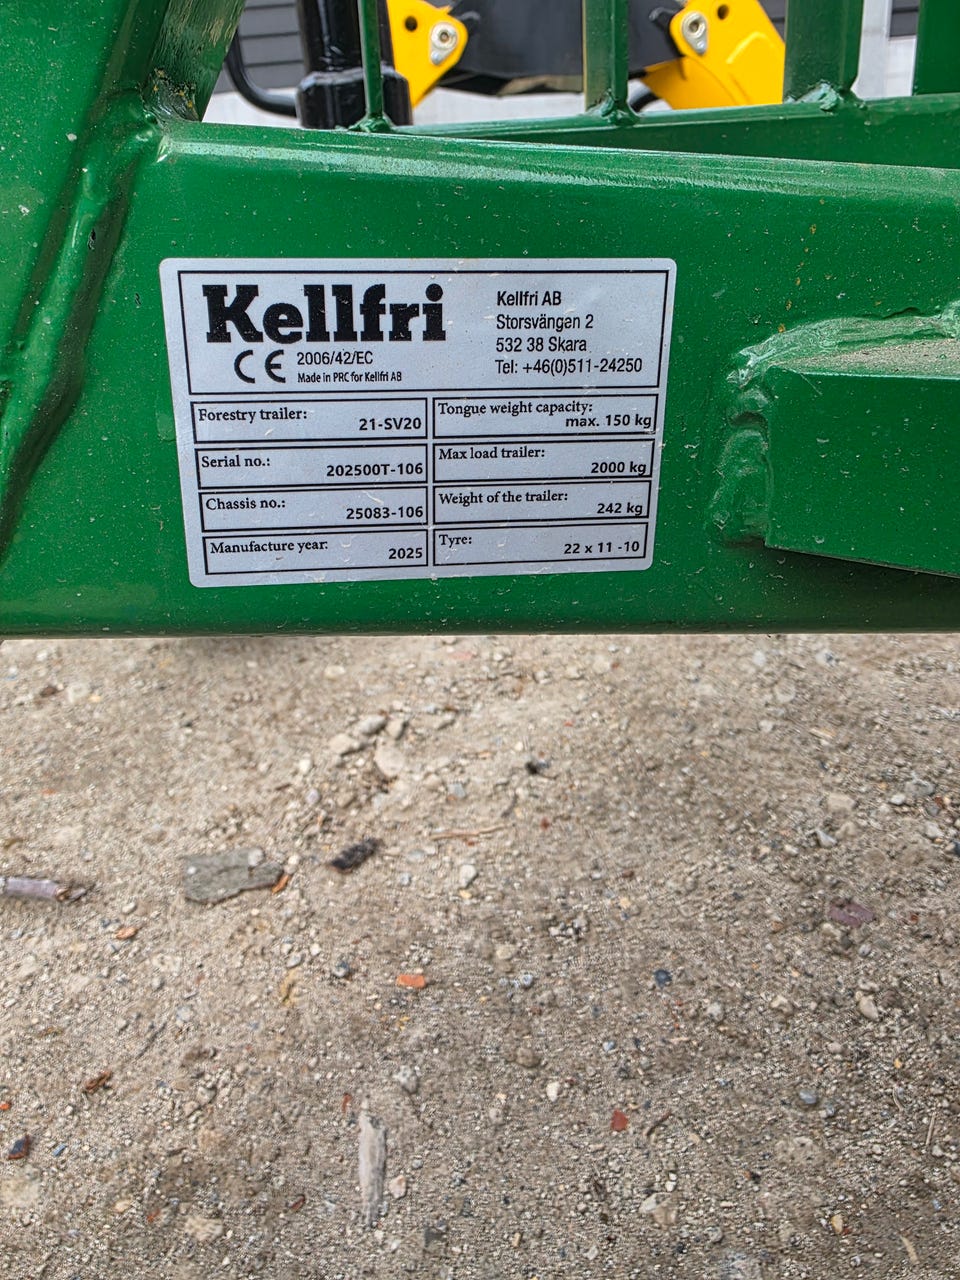 Kellfri
CE 2006/42/EC
Made in PRC for Kellfri AB
Kellfri AB
Storsvängen 2
532 38 Skara
Tel: +46(0)511-24250
Forestry trailer: 21-SV20
Serial no.: 202500T-106
Chassis no.: 25083-106
Manufacture year: 2025
Tongue weight capacity: max. 150 kg
Max load trailer: 2000 kg
Weight of the trailer: 242 kg
Tyre: 22 x 11 -10